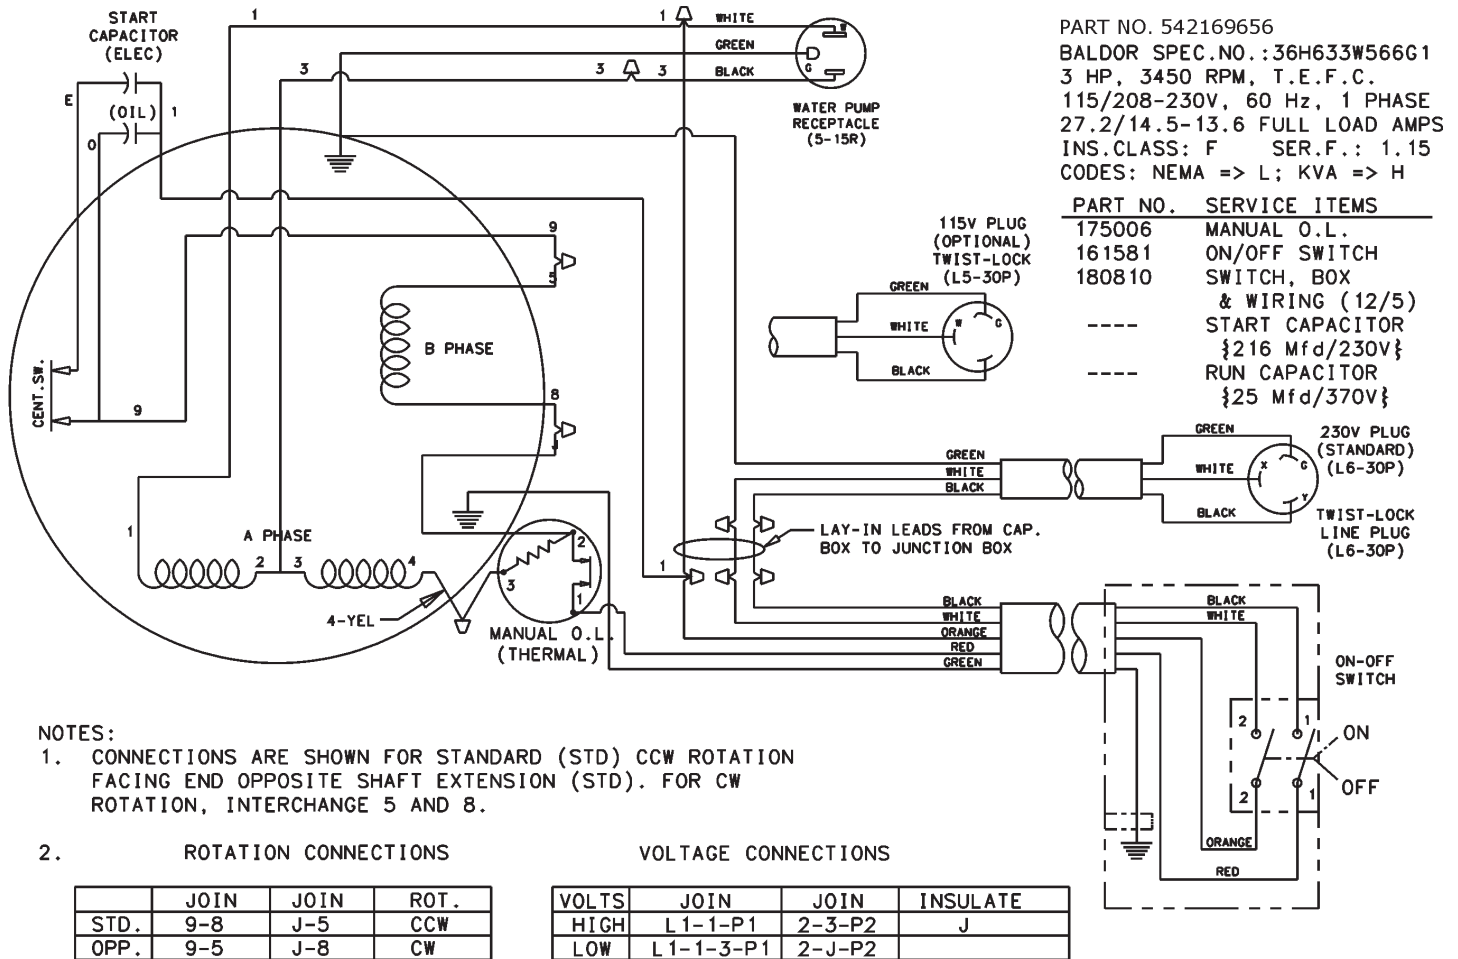 START
CAPACITOR
(ELEC)
E
(OIL)
1
O
1
3
1
WHITE
GREEN
3
3
BLACK
W
G
WATER PUMP
RECEPTACLE
(5-15R)
PART NO. 542169656
BALDOR SPEC.NO.:36H633W566G1
3 HP, 3450 RPM, T.E.F.C.
115/208-230V, 60 Hz, 1 PHASE
27.2/14.5-13.6 FULL LOAD AMPS
INS.CLASS: F SER.F.: 1.15
CODES: NEMA => L; KVA => H
PART NO. SERVICE ITEMS
175006 MANUAL O.L.
161581 ON/OFF SWITCH
180810 SWITCH, BOX
& WIRING (12/5)
---- START CAPACITOR
{216 Mfd/230V}
---- RUN CAPACITOR
{25 Mfd/370V}
115V PLUG
(OPTIONAL)
TWIST-LOCK
(L5-30P)
GREEN
WHITE
W
G
BLACK
9
5
B PHASE
8
J
CENT.SW.
9
1
A PHASE
2
3
4
4-YEL
3
2
1
MANUAL O.L.
(THERMAL)
GREEN
WHITE
BLACK
GREEN
WHITE
BLACK
X
G
Y
230V PLUG
(STANDARD)
(L6-30P)
TWIST-LOCK
LINE PLUG
(L6-30P)
LAY-IN LEADS FROM CAP.
BOX TO JUNCTION BOX
1
BLACK
WHITE
ORANGE
RED
GREEN
BLACK
WHITE
ON-OFF
SWITCH
2
1
ON
OFF
2
1
ORANGE
RED
NOTES:
1. CONNECTIONS ARE SHOWN FOR STANDARD (STD) CCW ROTATION
FACING END OPPOSITE SHAFT EXTENSION (STD). FOR CW
ROTATION, INTERCHANGE 5 AND 8.
2. ROTATION CONNECTIONS
JOIN JOIN ROT.
STD. 9-8 J-5 CCW
OPP. 9-5 J-8 CW
VOLTAGE CONNECTIONS
VOLTS JOIN JOIN INSULATE
HIGH L1-1-P1 2-3-P2 J
LOW L1-1-3-P1 2-J-P2